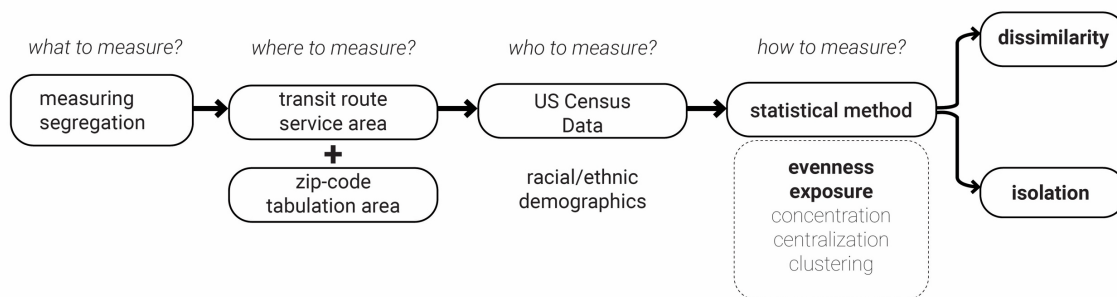 what to measure?
measuring
segregation
where to measure?
transit route
service area
+
zip-code
tabulation area
who to measure?
US Census
Data
racial/ethnic
demographics
how to measure?
statistical method
evenness
exposure
concentration
centralization
clustering
dissimilarity
isolation